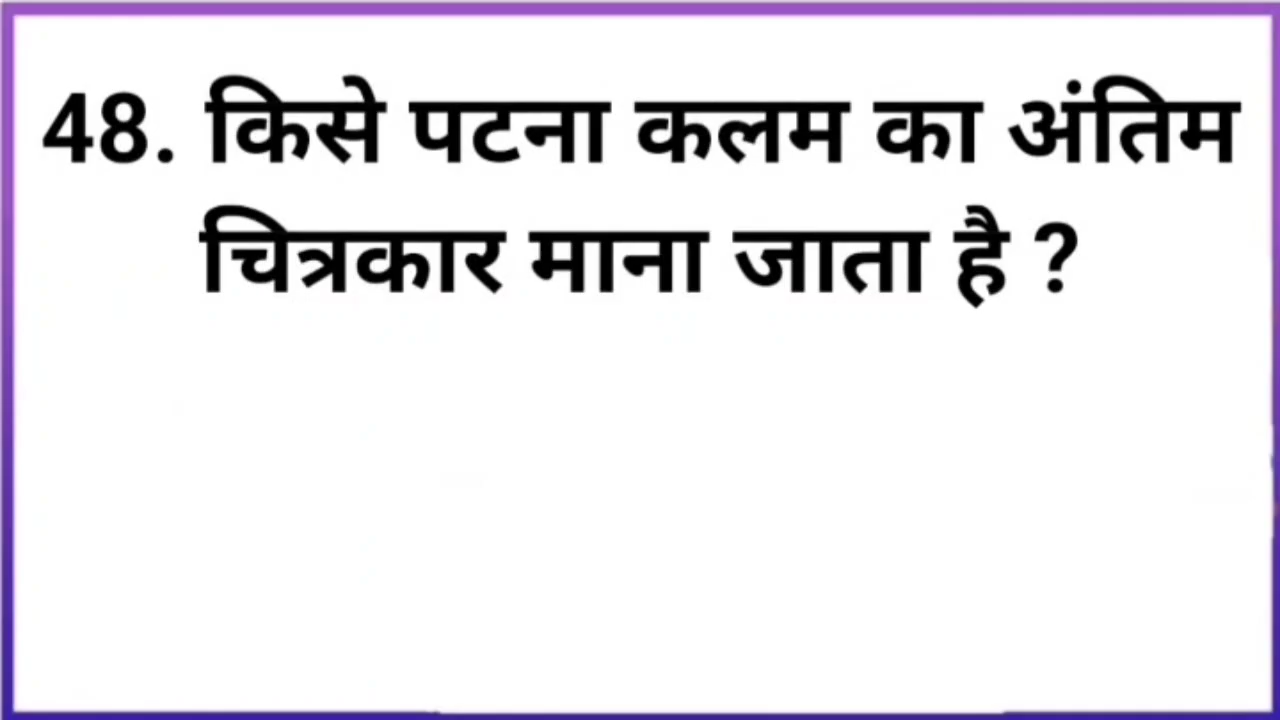 48. किसे पटना कलम का अंतिम
चित्रकार माना जाता है ?